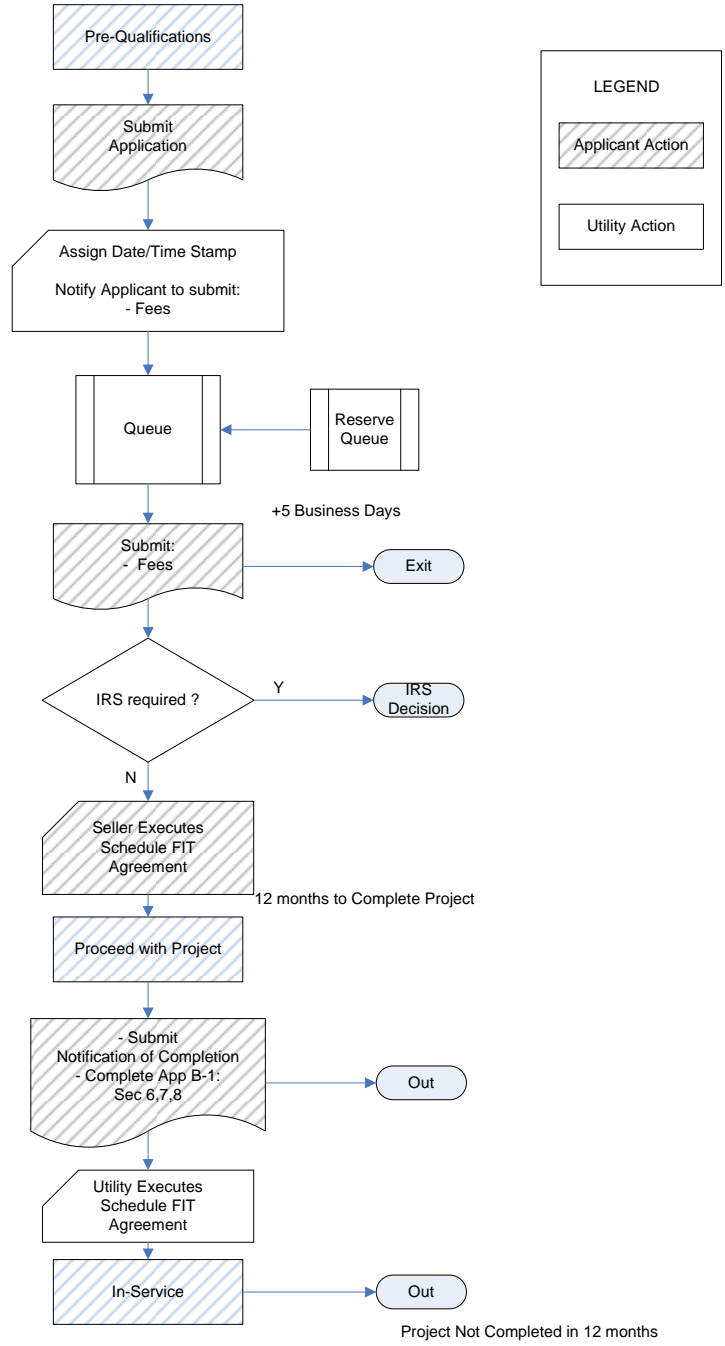 Pre-Qualifications
LEGEND
Submit
Application
Applicant Action
Utility Action
Assign Date/Time Stamp
Notify Applicant to submit:
- Fees
Queue
Reserve
Queue
+5 Business Days
Submit:
- Fees
Exit
IRS required ?
Y
IRS
Decision
N
Seller Executes
Schedule FIT
Agreement
12 months to Complete Project
Proceed with Project
- Submit
Notification of Completion
- Complete App B-1:
Sec 6,7,8
Out
Utility Executes
Schedule FIT
Agreement
In-Service
Out
Project Not Completed in 12 months